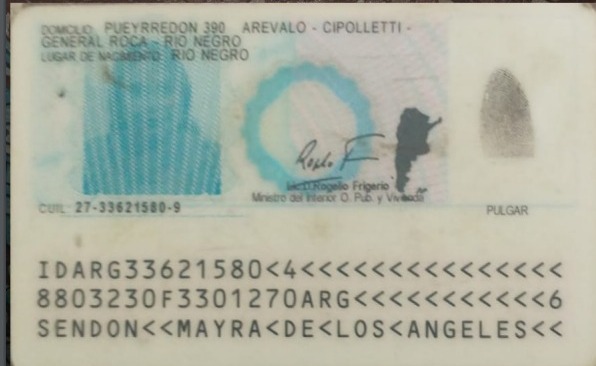 DOMICILIO: PUEYRREDON 390 AREVALO - CIPOLLETTI -
GENERAL ROCA - RIO NEGRO
LUGAR DE NACIMIENTO: RIO NEGRO
Lic. Rogelio Frigerio
Ministro del Interior O. Pub. y Vivienda
CUIL: 27-33621580-9
PULGAR
IDARG33621580<4<<<<<<<<<<<<<<<
8803230F3301270ARG<<<<<<<<<<<6
SENDON<<MAYRA<DE<LOS<ANGELES<<